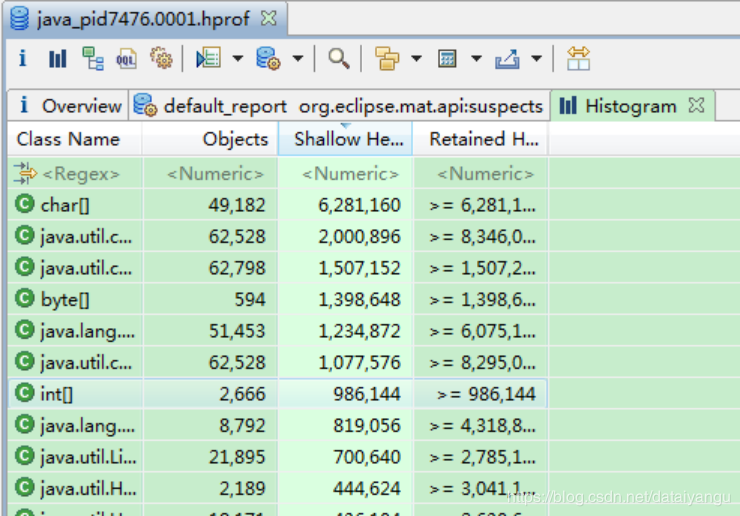 java_pid7476.0001.hprof
i OQL
i Overview default_report org.eclipse.mat.api:suspects Histogram
Class Name Objects Shallow He... Retained H...
<Regex> <Numeric> <Numeric> <Numeric>
char[] 49,182 6,281,160 >= 6,281,1...
java.util.c... 62,528 2,000,896 >= 8,346,0...
java.util.c... 62,798 1,507,152 >= 1,507,2...
byte[] 594 1,398,648 >= 1,398,6...
java.lang.... 51,453 1,234,872 >= 6,075,1...
java.util.c... 62,528 1,077,576 >= 8,295,0...
int[] 2,666 986,144 >= 986,144
java.lang.... 8,792 819,056 >= 4,318,8...
java.util.Li... 21,895 700,640 >= 2,785,1...
java.util.H... 2,189 444,624 >= 3,041,1...
https://blog.csdn.net/dataiyangu